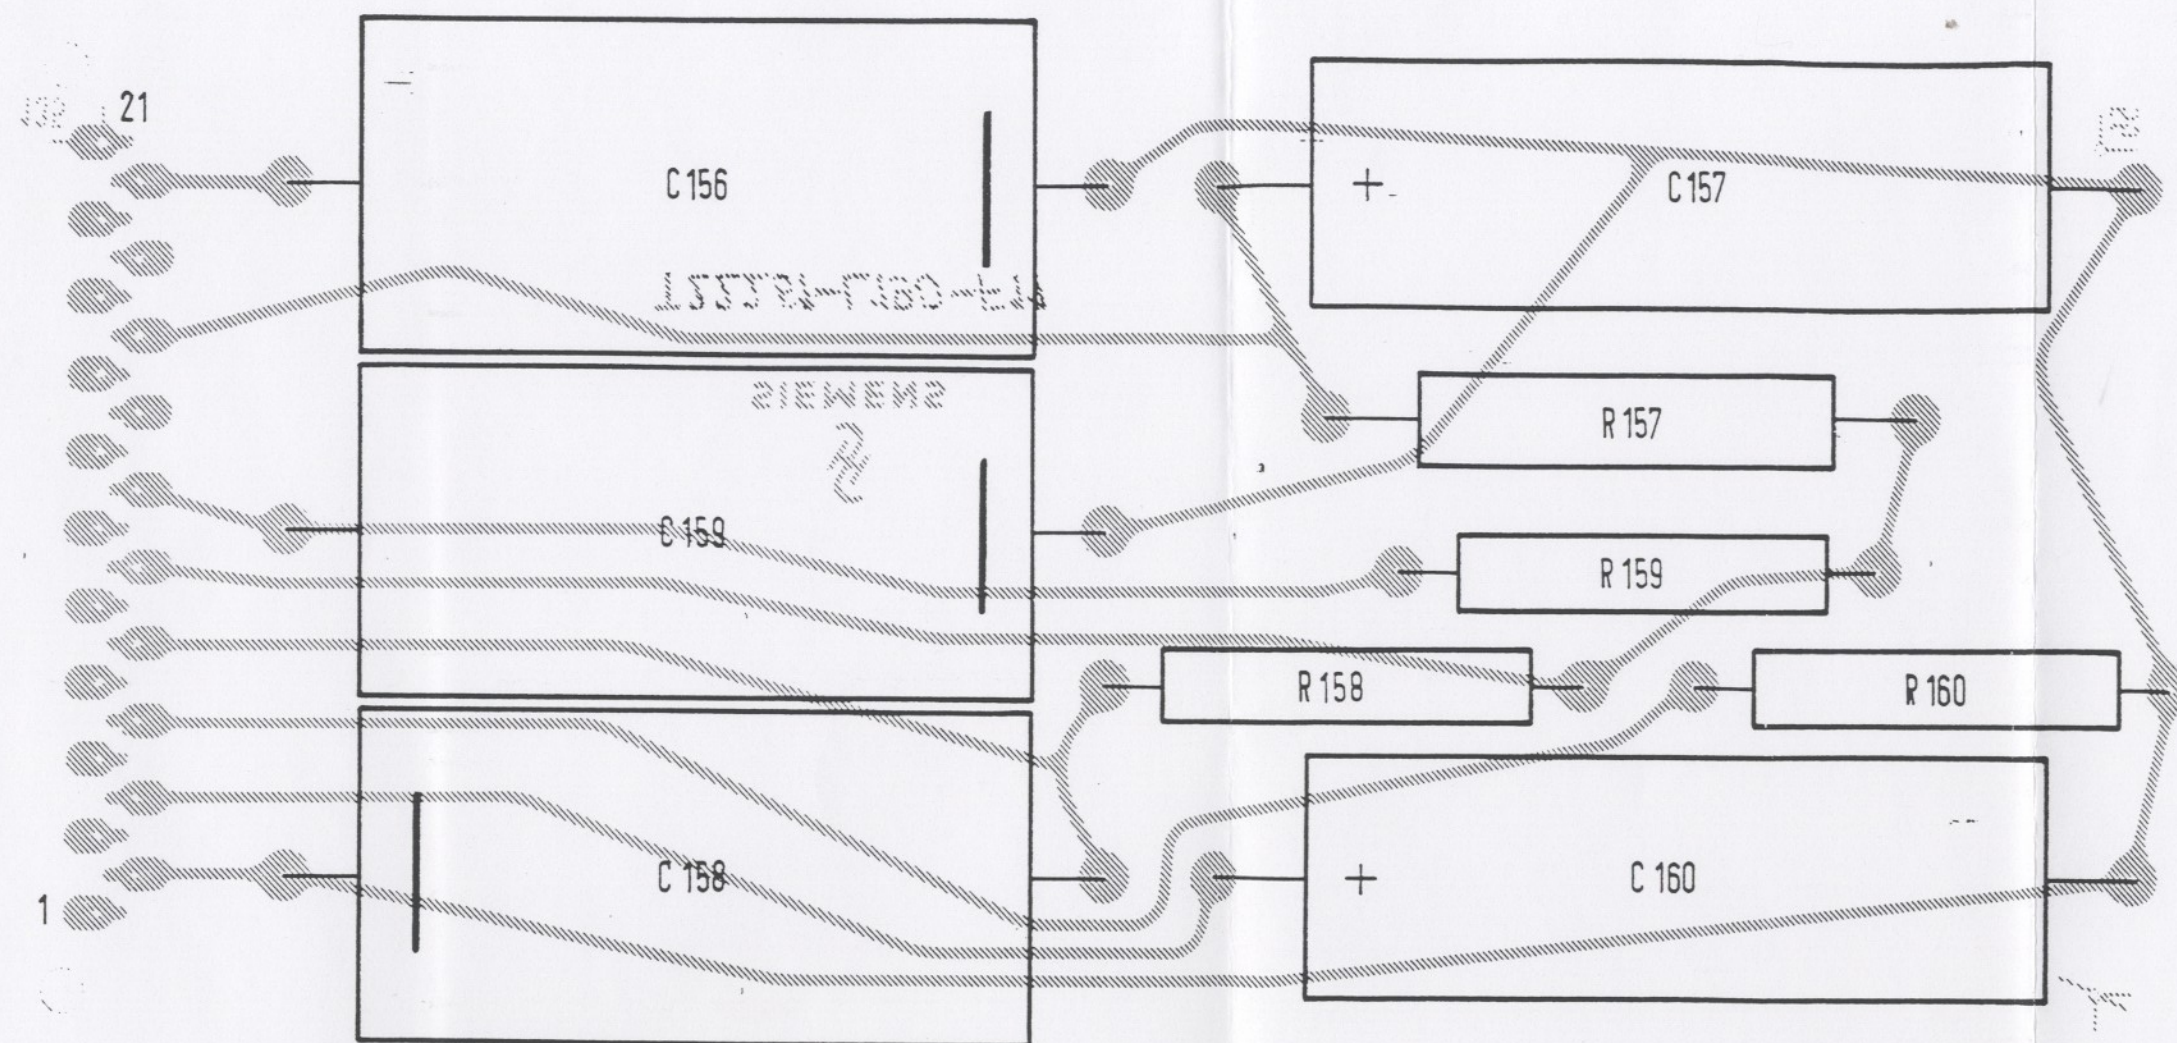 21
C 156
+
C 157
SIEMENS
R 157
C 159
R 159
R 158
R 160
C 158
+
C 160
1